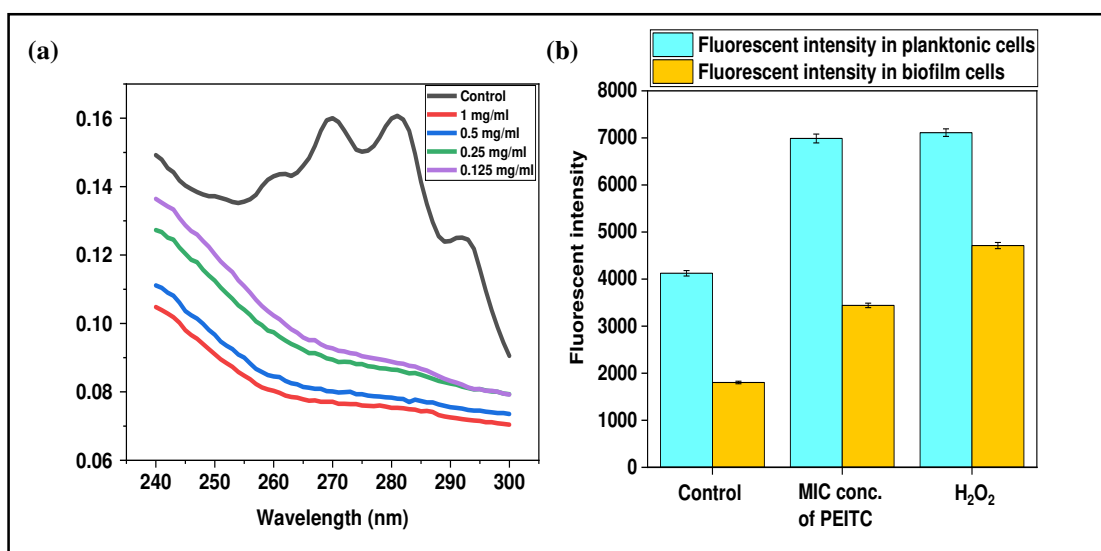 (a)
Control
1 mg/ml
0.5 mg/ml
0.25 mg/ml
0.125 mg/ml
0.16
0.14
0.12
0.10
0.08
0.06
240 250 260 270 280 290 300
Wavelength (nm)
(b)
Fluorescent intensity in planktonic cells
Fluorescent intensity in biofilm cells
Fluorescent intensity
8000
7000
6000
5000
4000
3000
2000
1000
0
Control MIC conc. H₂O₂
of PEITC